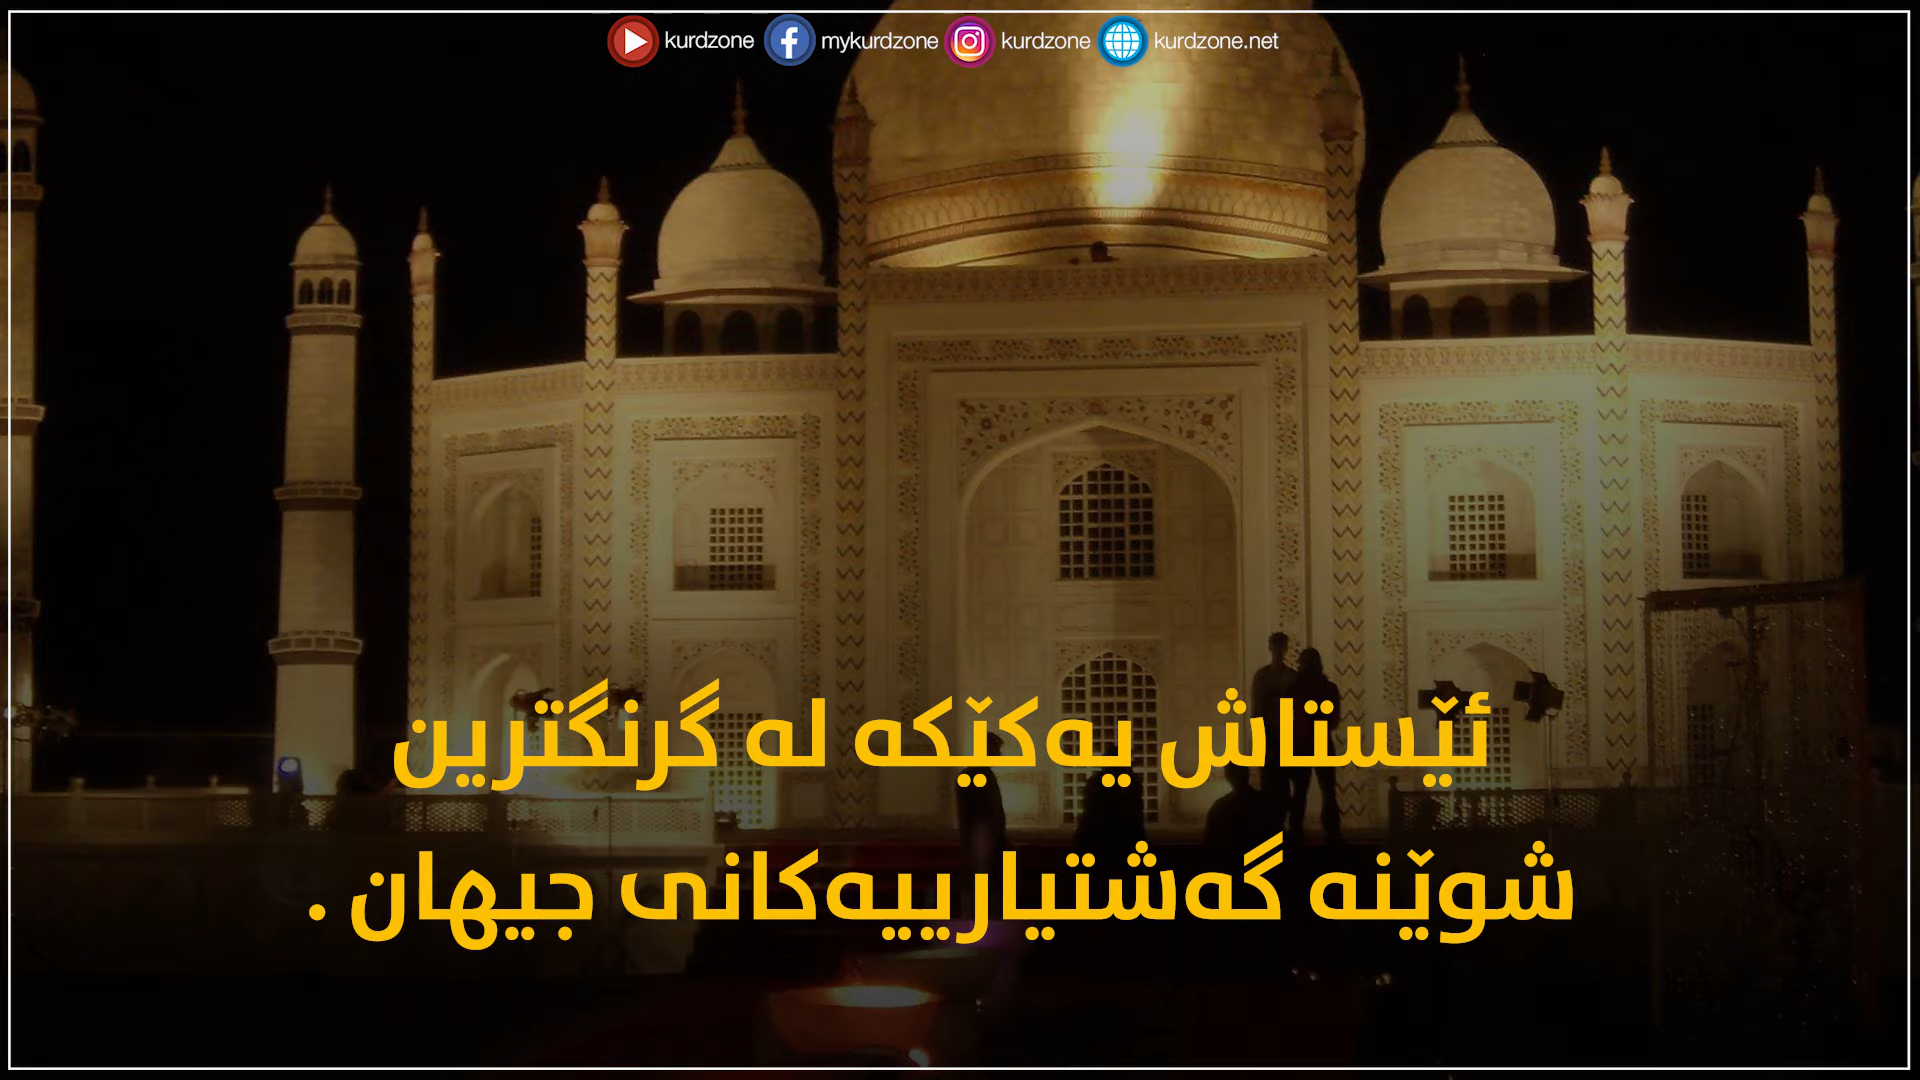 kurdzone mykurdzone kurdzone kurdzone.net
ئێستاش یەکێکە لە گرنگترین
شوێنە گەشتیارییەکانی جیهان .